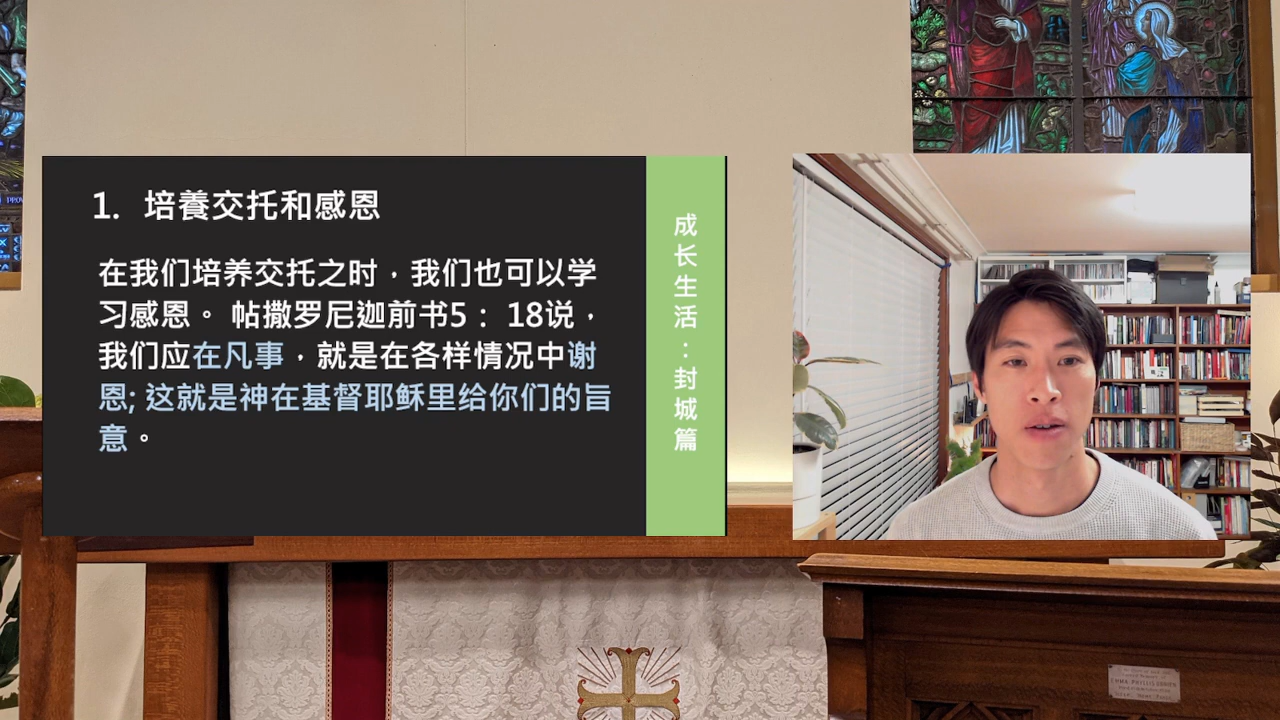 1. 培養交托和感恩
在我们培养交托之时，我们也可以学
习感恩。 帖撒罗尼迦前书5： 18说，
我们应在凡事，就是在各样情况中谢
恩; 这就是神在基督耶稣里给你们的旨
意。
成长生活：封城篇